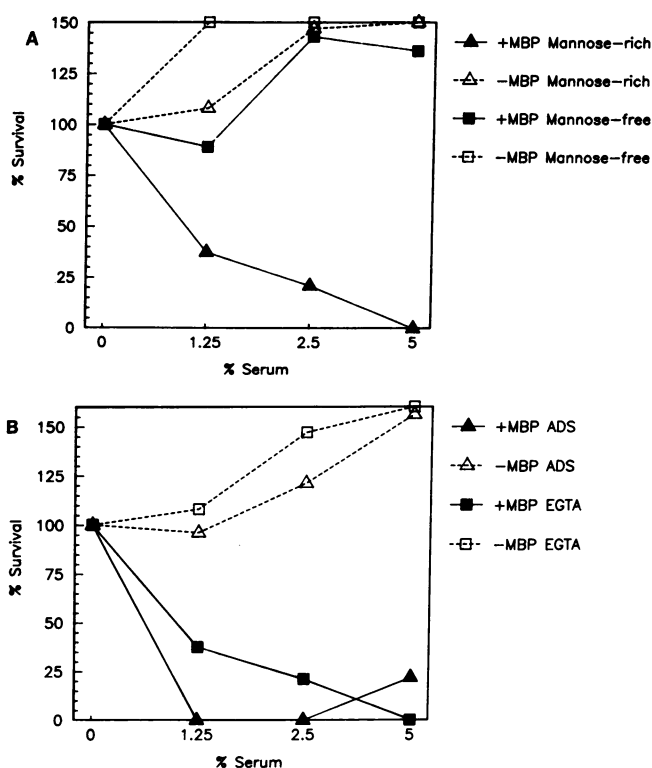 A
150
125
100
75
50
25
0
% Survival
0 1.25 2.5 5
% Serum
+MBP Mannose-rich
-MBP Mannose-rich
+MBP Mannose-free
-MBP Mannose-free
B
150
125
100
75
50
25
0
% Survival
0 1.25 2.5 5
% Serum
+MBP ADS
-MBP ADS
+MBP EGTA
-MBP EGTA